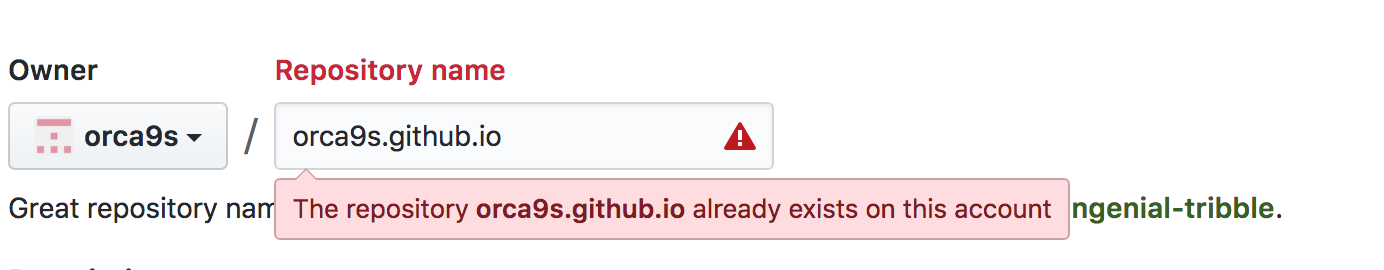 Owner
Repository name
orca9s
/
orca9s.github.io
The repository orca9s.github.io already exists on this account
Great repository nam
ngenial-tribble.